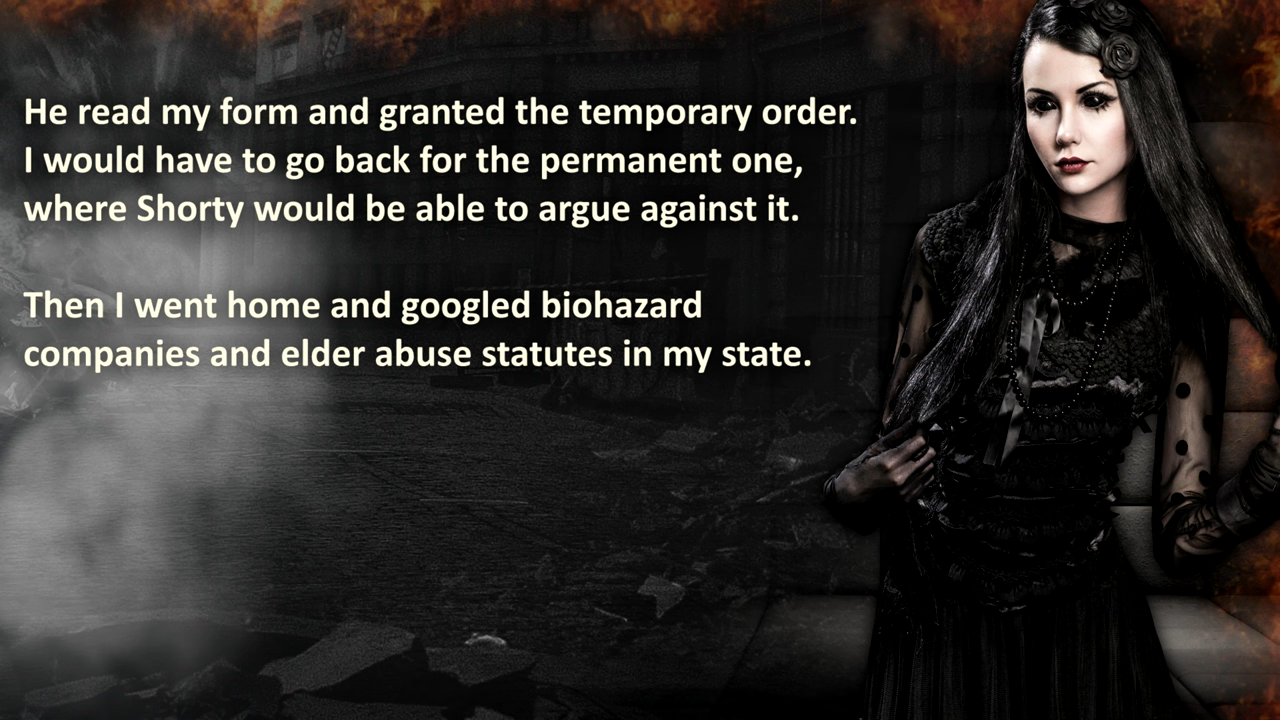 He read my form and granted the temporary order.
I would have to go back for the permanent one,
where Shorty would be able to argue against it.
Then I went home and googled biohazard
companies and elder abuse statutes in my state.